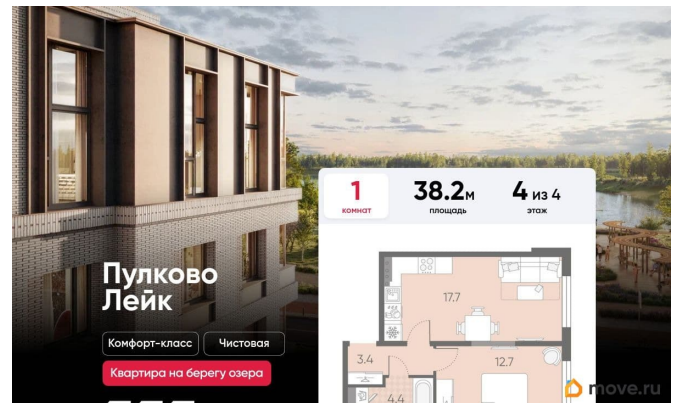 1
комнат
38.2м
площадь
4 из 4
этаж
Пулково
Лейк
Комфорт-класс
Чистовая
Квартира на берегу озера
17.7
3.4
12.7
4.4
move.ru